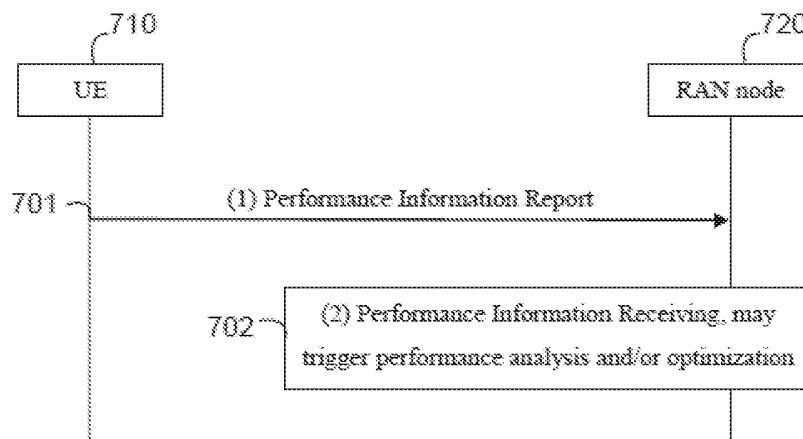 710
720
UE
RAN node
701
(1) Performance Information Report
702
(2) Performance Information Receiving, may
trigger performance analysis and/or optimization